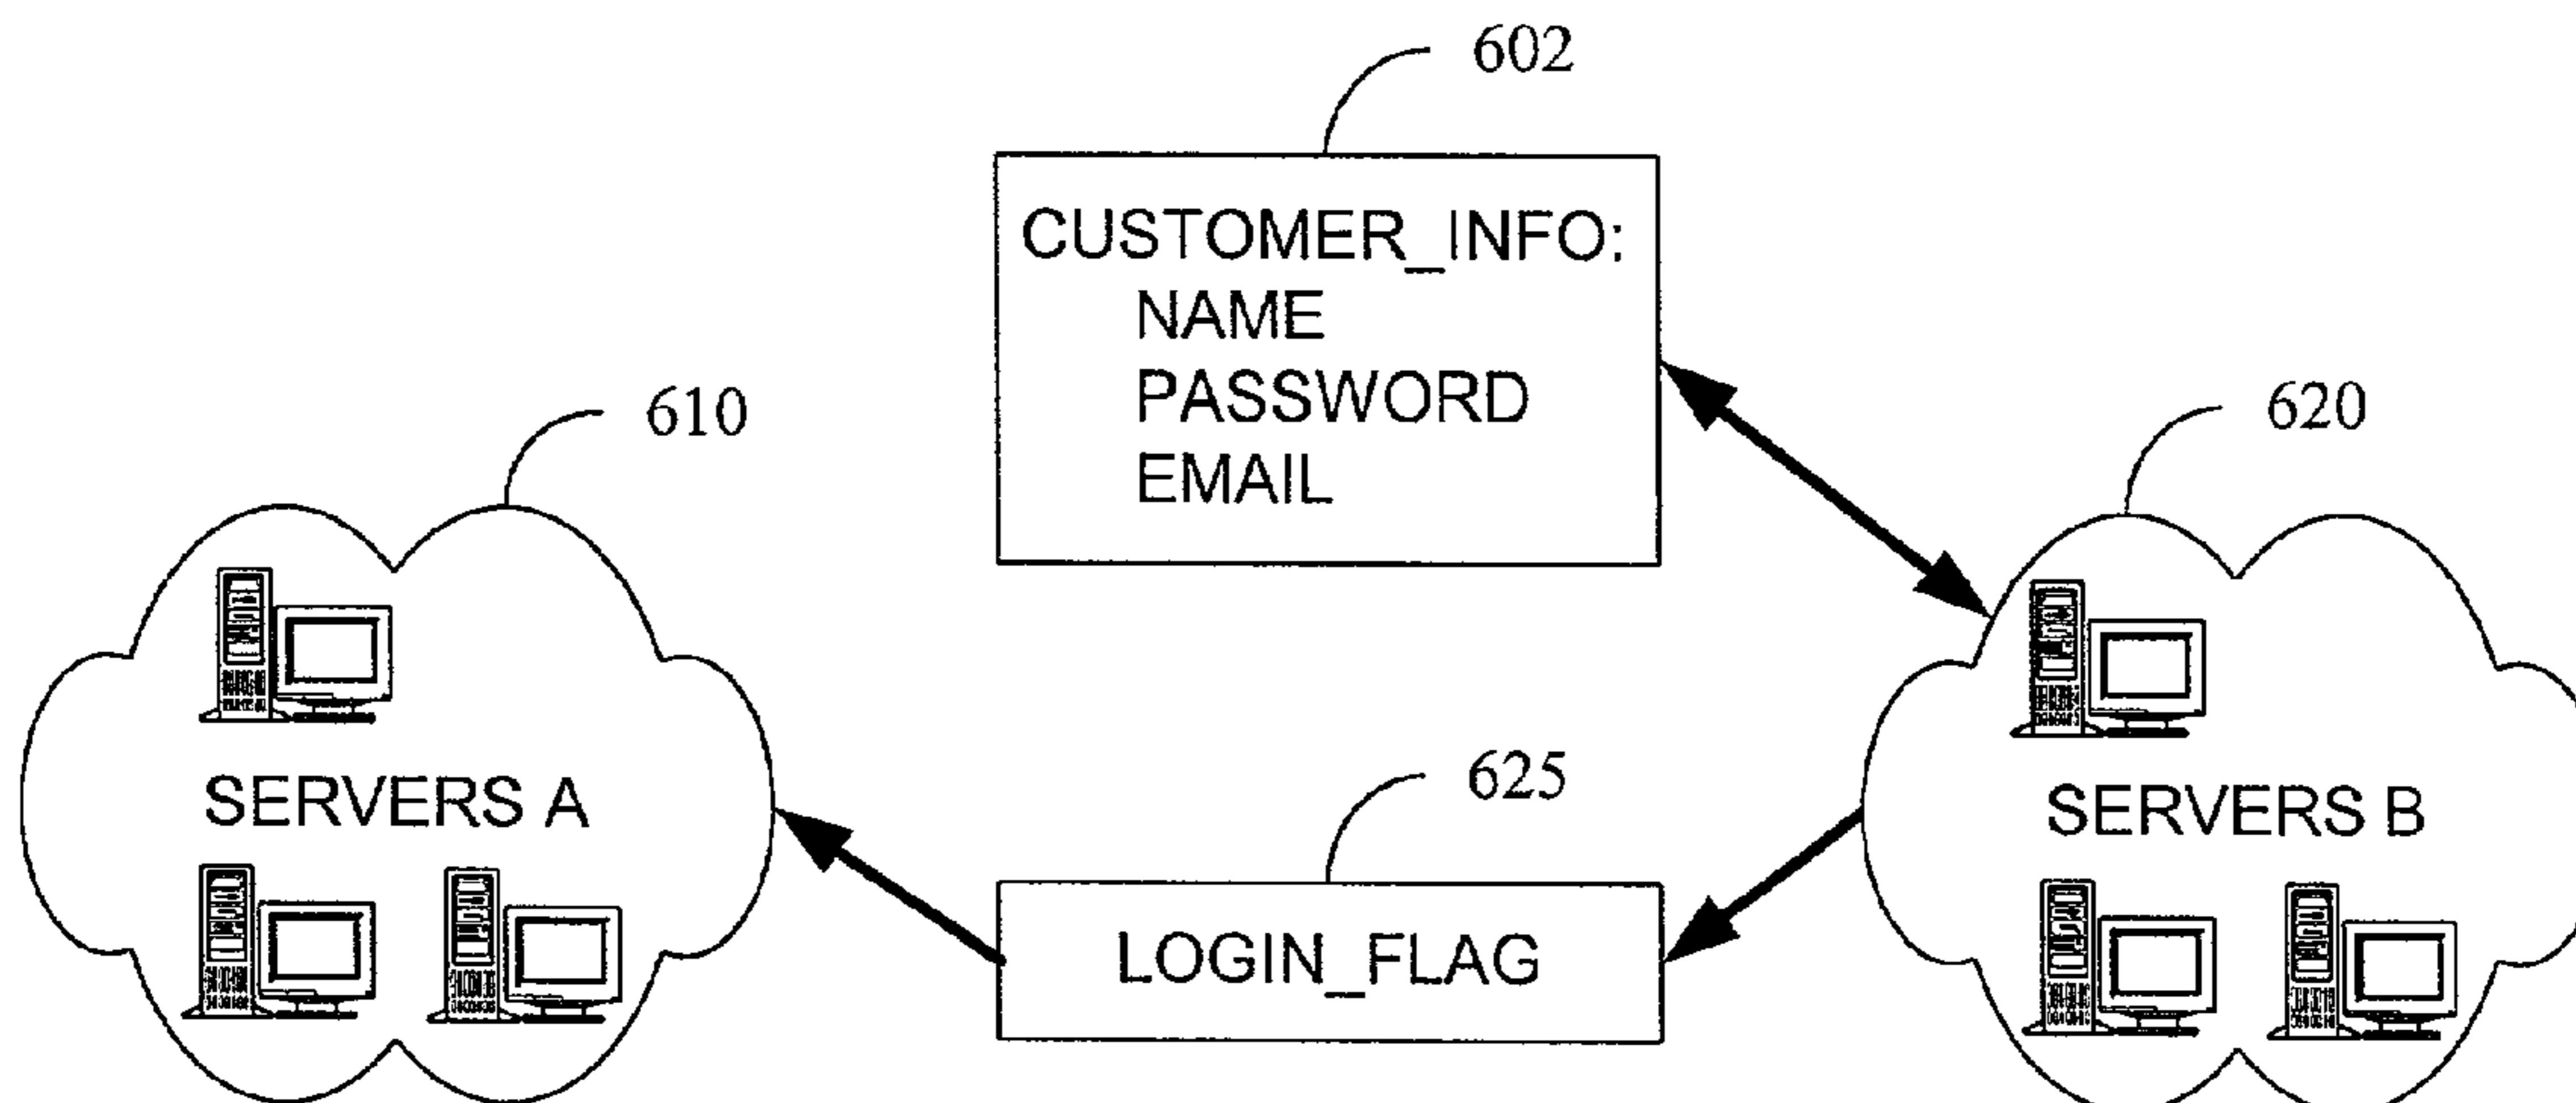 602
CUSTOMER_INFO:
NAME
PASSWORD
EMAIL
610
620
SERVERS A
625
LOGIN_FLAG
SERVERS B